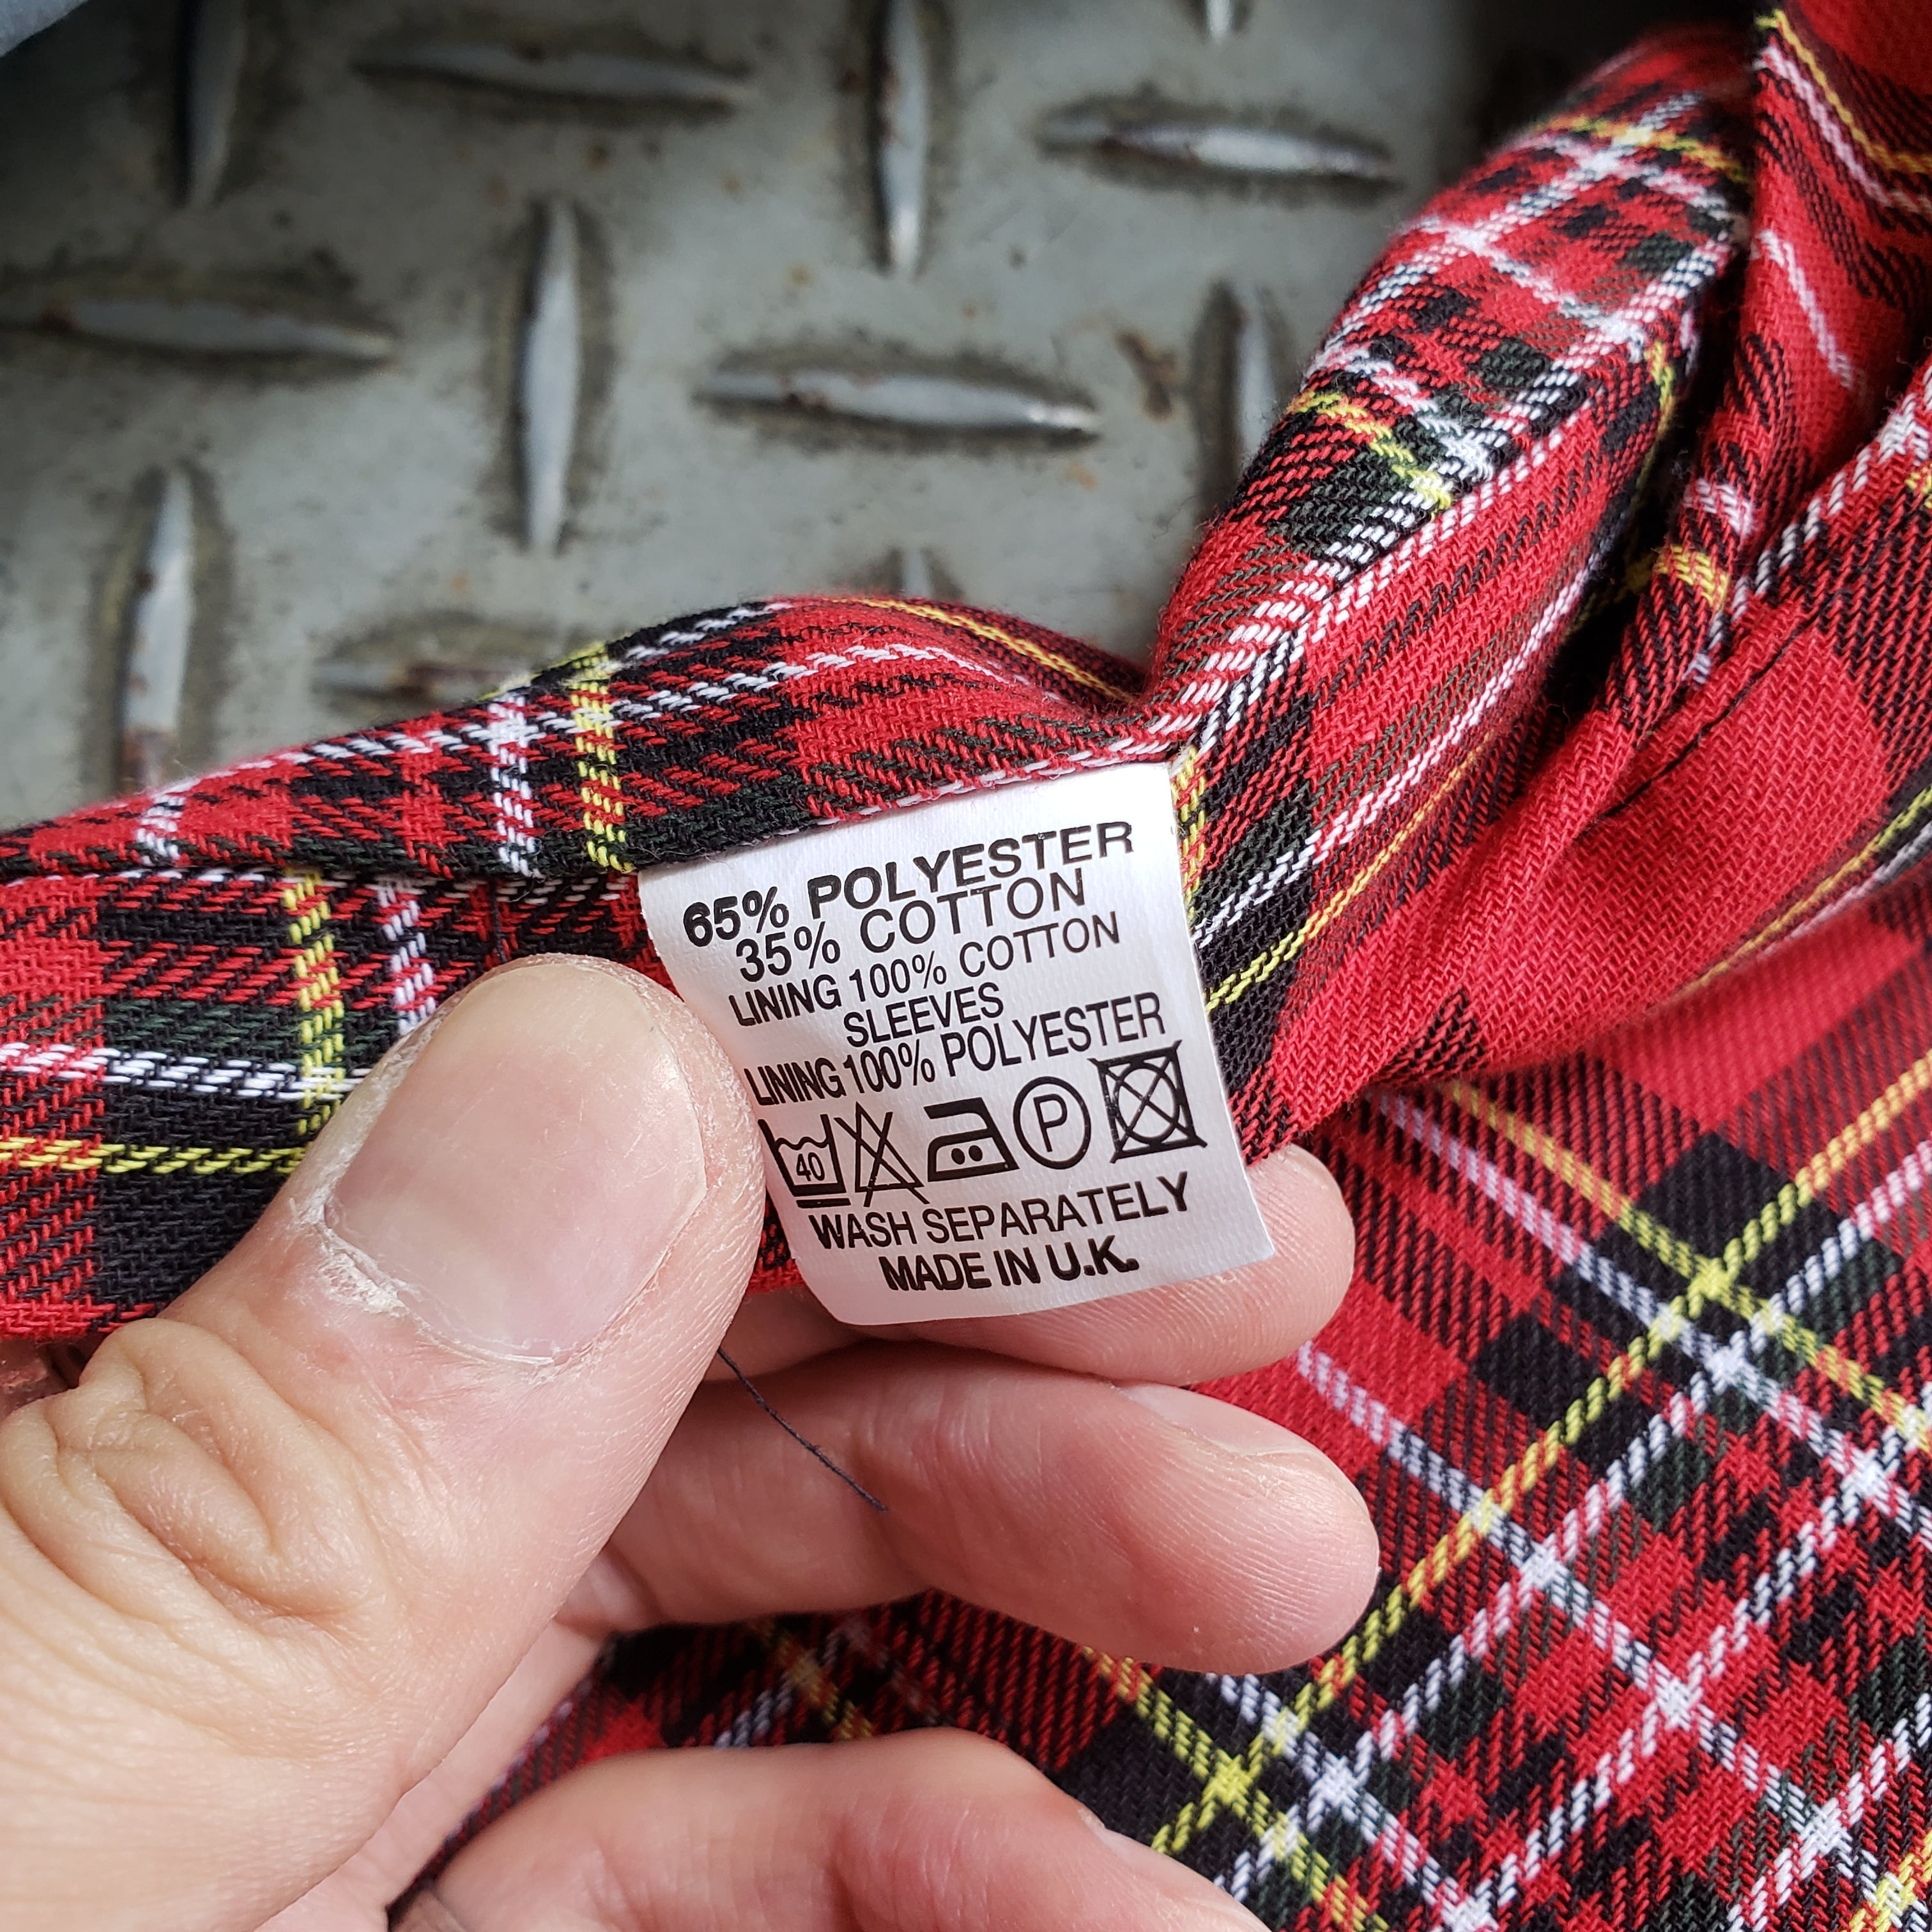 65% POLYESTER
35% COTTON
LINING 100% COTTON
SLEEVES
LINING 100% POLYESTER
40 P
WASH SEPARATELY
MADE IN U.K.